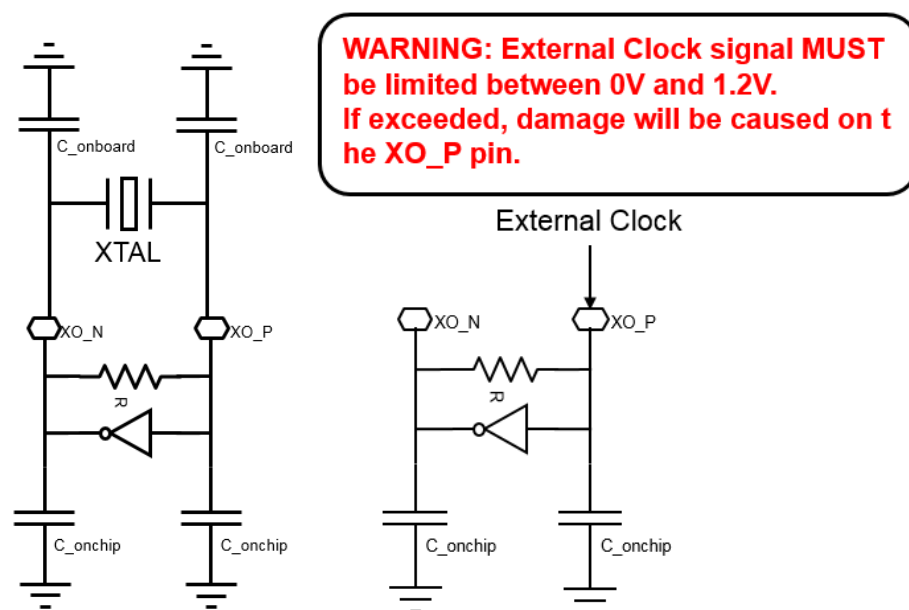 WARNING: External Clock signal MUST
be limited between 0V and 1.2V.
If exceeded, damage will be caused on t
he XO_P pin.
C_onboard
C_onboard
XTAL
External Clock
XO_N
XO_P
XO_N
XO_P
R
R
C_onchip
C_onchip
C_onchip
C_onchip